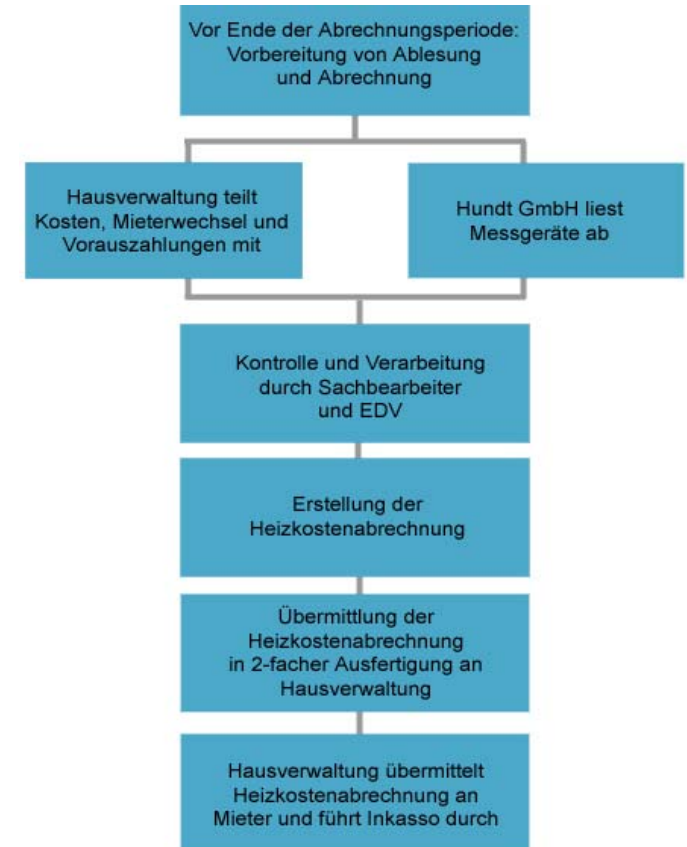 Vor Ende der Abrechnungsperiode:
Vorbereitung von Ablesung
und Abrechnung
Hausverwaltung teilt
Kosten, Mieterwechsel und
Vorauszahlungen mit
Hundt GmbH liest
Messgeräte ab
Kontrolle und Verarbeitung
durch Sachbearbeiter
und EDV
Erstellung der
Heizkostenabrechnung
Übermittlung der
Heizkostenabrechnung
in 2-facher Ausfertigung an
Hausverwaltung
Hausverwaltung übermittelt
Heizkostenabrechnung an
Mieter und führt Inkasso durch